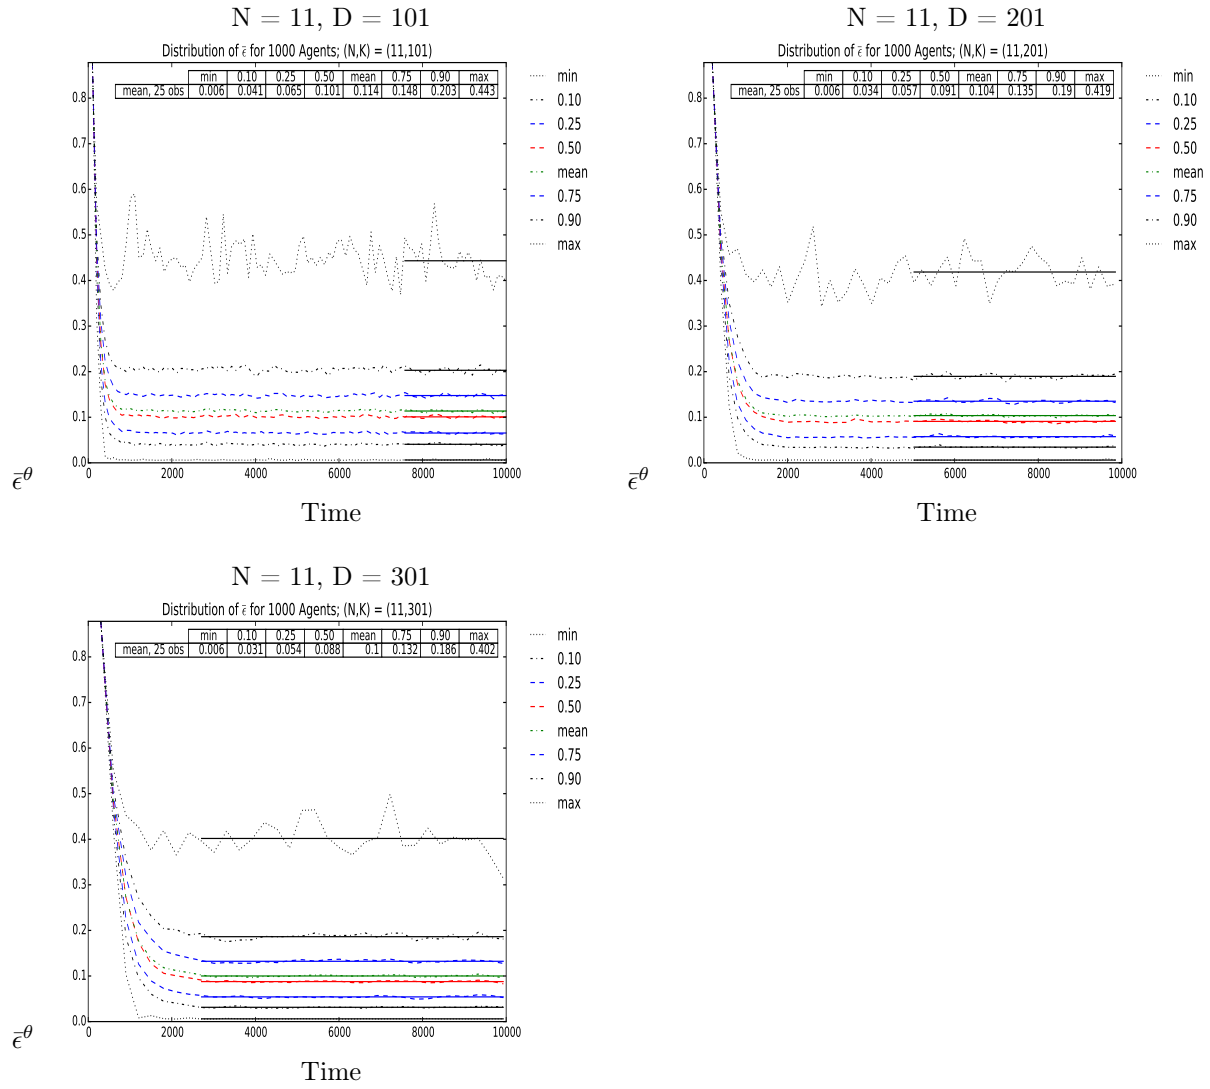 N = 11, D = 101
Distribution of ε̄ for 1000 Agents; (N,K) = (11,101)
min 0.10 0.25 0.50 mean 0.75 0.90 max
mean, 25 obs 0.006 0.041 0.065 0.101 0.114 0.148 0.203 0.443
min
0.10
0.25
0.50
mean
0.75
0.90
max
0.8
0.7
0.6
0.5
0.4
0.3
0.2
0.1
0.0
0 2000 4000 6000 8000 10000
ε̄^θ
Time
N = 11, D = 201
Distribution of ε̄ for 1000 Agents; (N,K) = (11,201)
min 0.10 0.25 0.50 mean 0.75 0.90 max
mean, 25 obs 0.006 0.034 0.057 0.091 0.104 0.135 0.19 0.419
min
0.10
0.25
0.50
mean
0.75
0.90
max
0.8
0.7
0.6
0.5
0.4
0.3
0.2
0.1
0.0
0 2000 4000 6000 8000 10000
ε̄^θ
Time
N = 11, D = 301
Distribution of ε̄ for 1000 Agents; (N,K) = (11,301)
min 0.10 0.25 0.50 mean 0.75 0.90 max
mean, 25 obs 0.006 0.031 0.054 0.088 0.1 0.132 0.186 0.402
min
0.10
0.25
0.50
mean
0.75
0.90
max
0.8
0.7
0.6
0.5
0.4
0.3
0.2
0.1
0.0
0 2000 4000 6000 8000 10000
ε̄^θ
Time